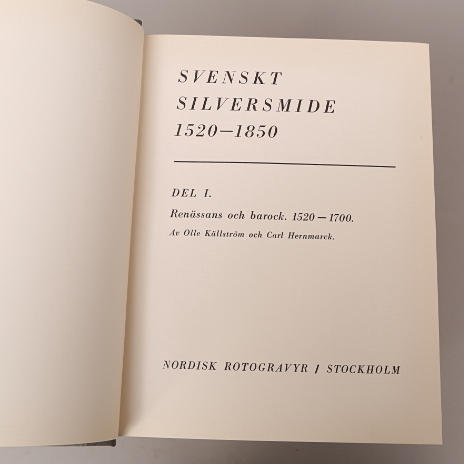 SVENSKT
SILVERSMIDE
1520—1850
DEL I.
Renässans och barock. 1520—1700.
Av Olle Källström och Carl Hernmarck.
NORDISK ROTOGRAVYR / STOCKHOLM